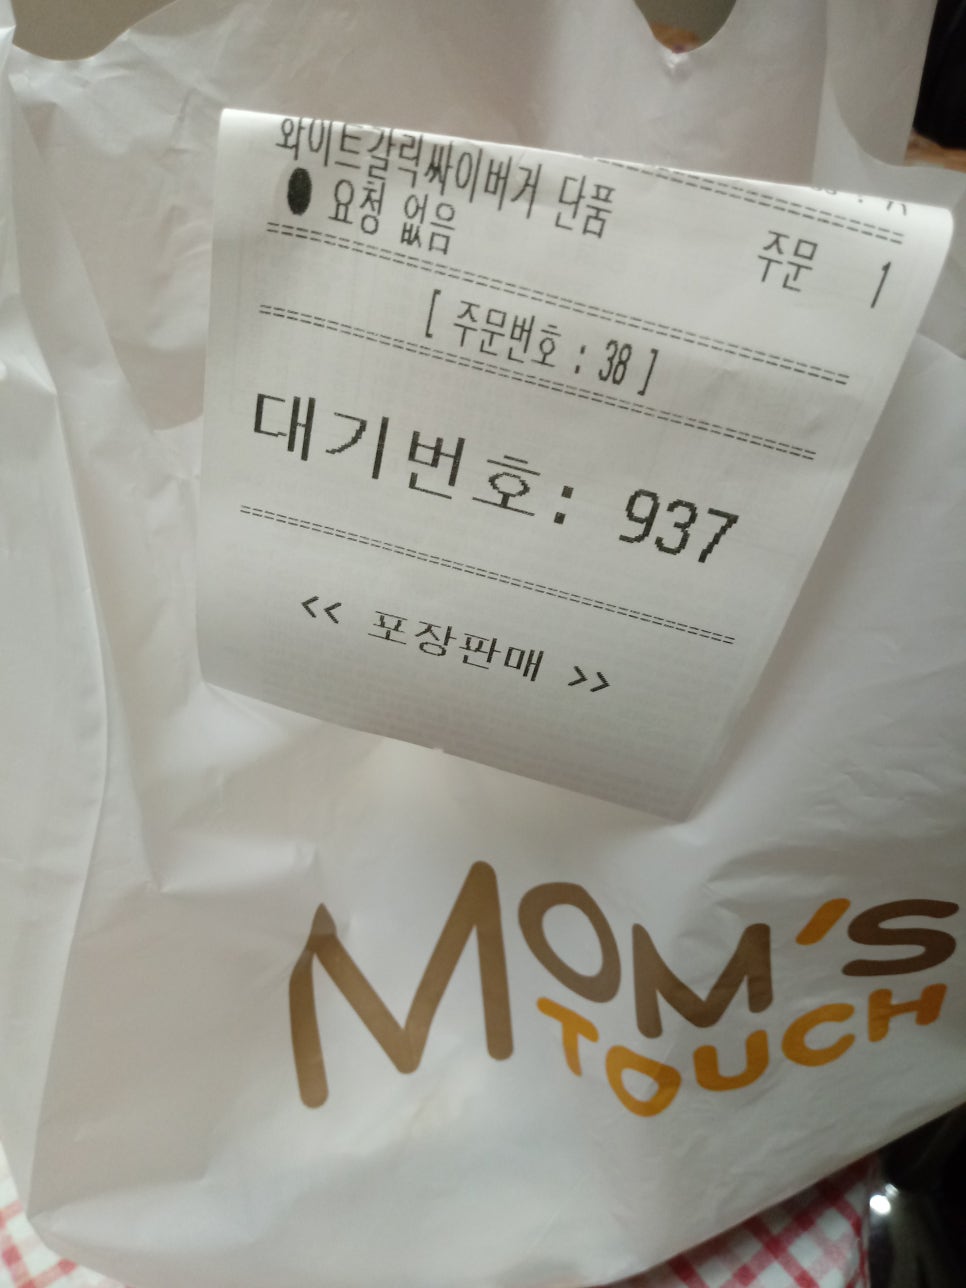 와이트갈릭싸이버거 단품
주문 1
● 요청 없음
[ 주문번호 : 38 ]
대기번호: 937
<< 포장판매 >>
MOM'S
TOUCH